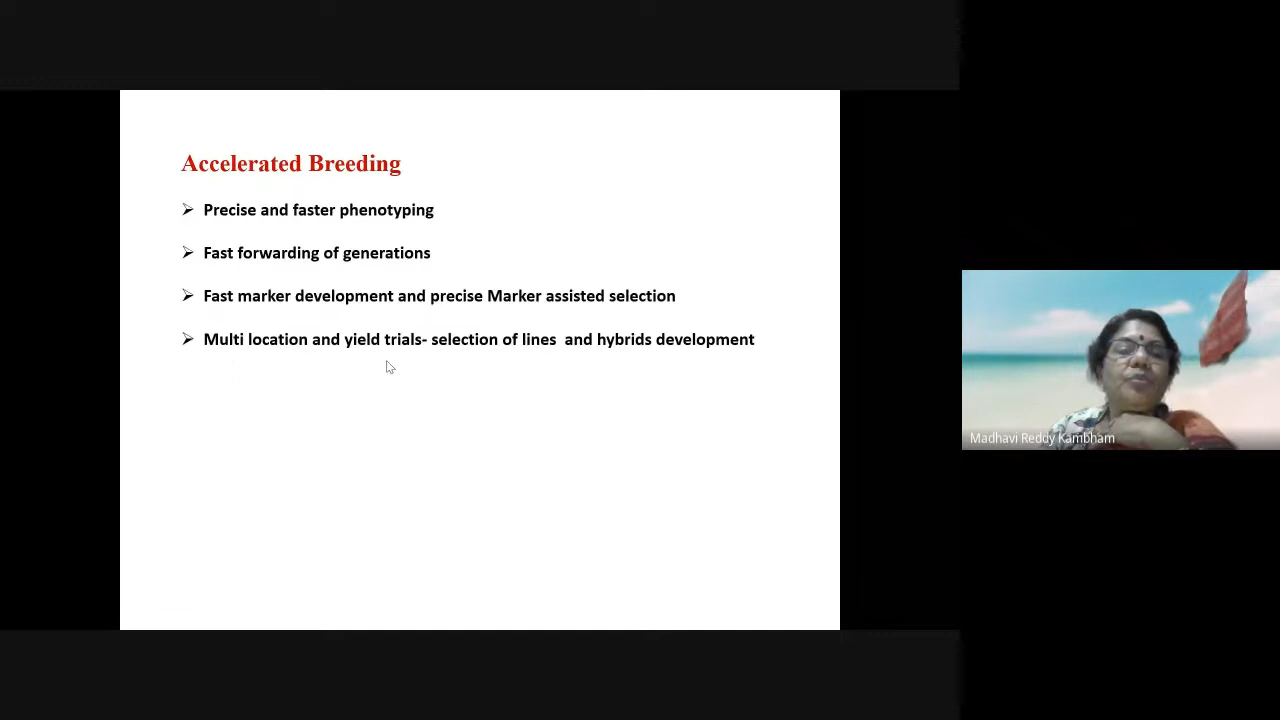 Accelerated Breeding
➢ Precise and faster phenotyping
➢ Fast forwarding of generations
➢ Fast marker development and precise Marker assisted selection
➢ Multi location and yield trials- selection of lines  and hybrids development
Madhavi Reddy Kambham